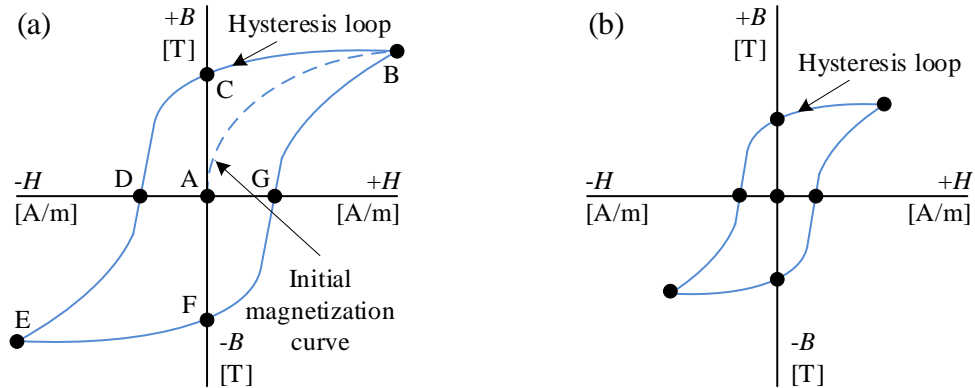 (a)
+B
[T]
Hysteresis loop
C
B
-H
D
A
G
+H
[A/m]
[A/m]
E
F
Initial
magnetization
curve
-B
[T]
(b)
+B
[T]
Hysteresis loop
-H
+H
[A/m]
[A/m]
-B
[T]